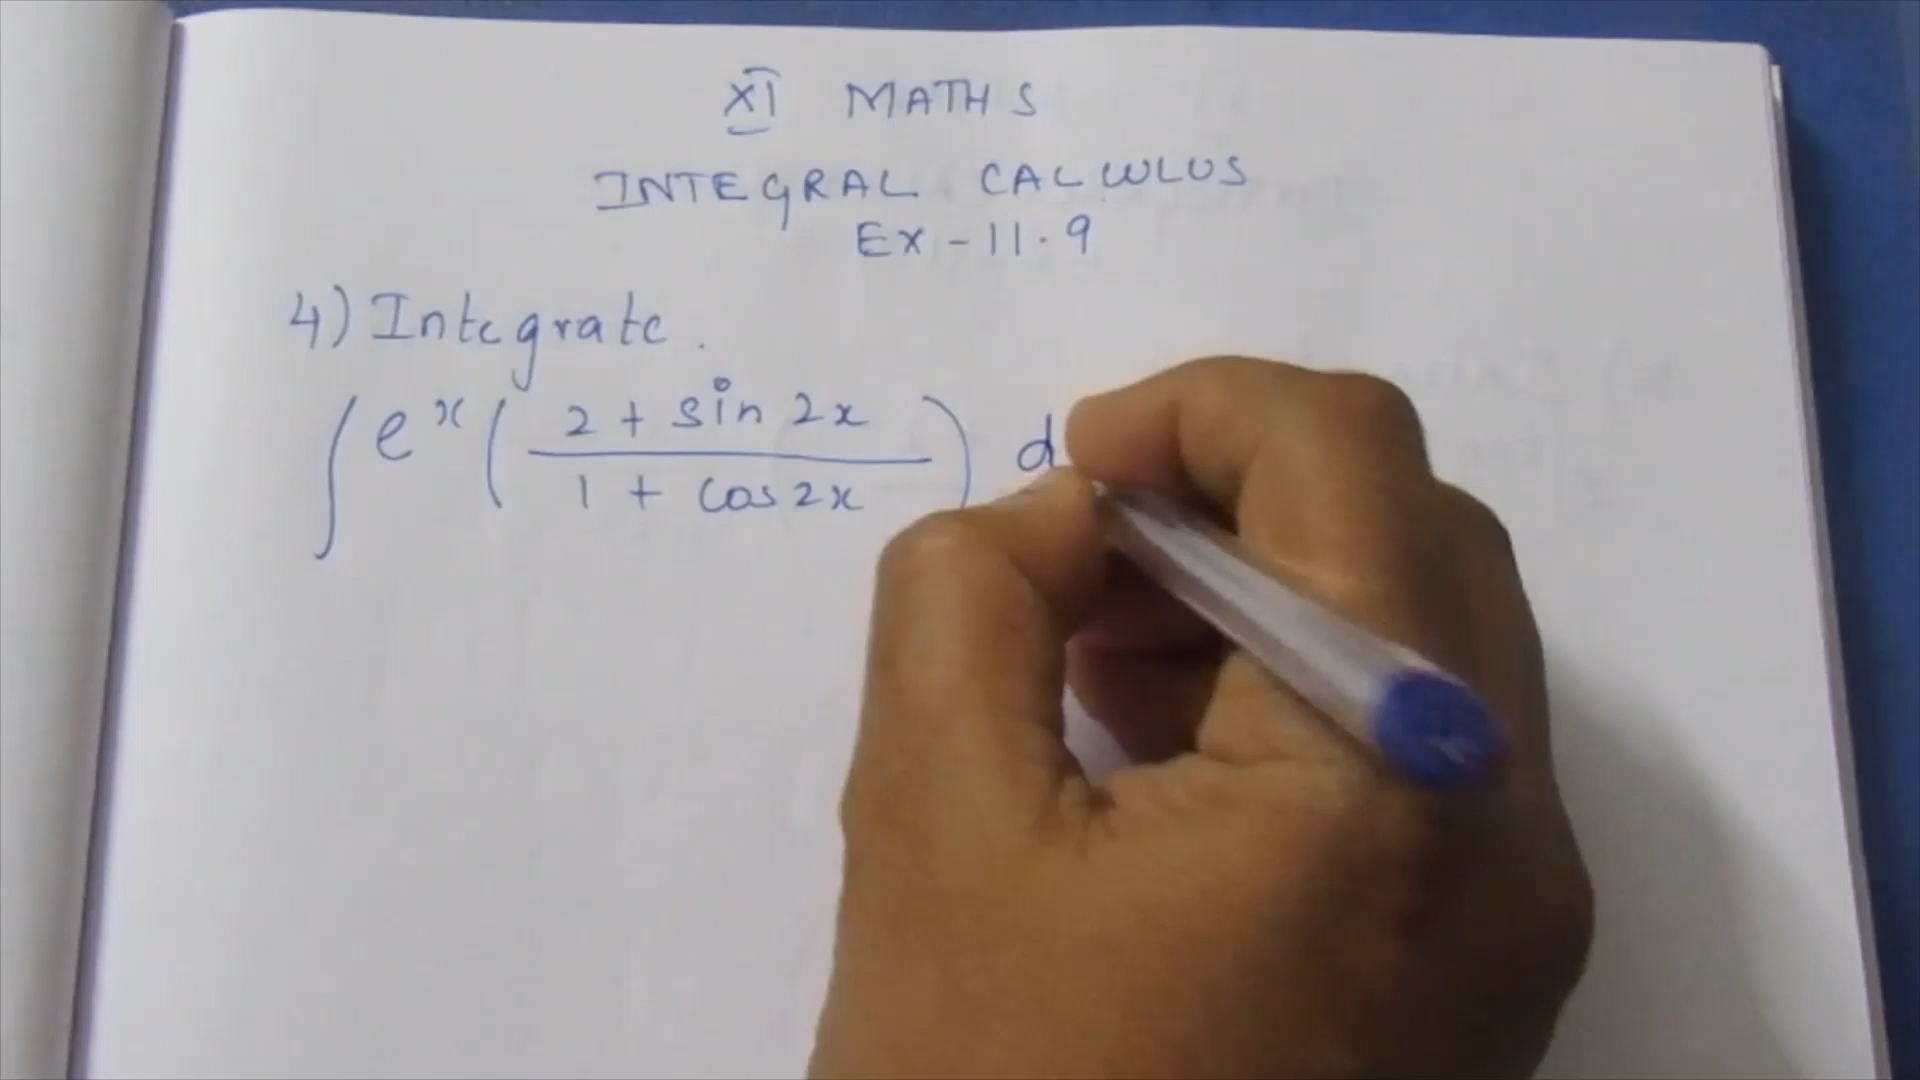 XI MATHS
INTEGRAL CALCULUS
Ex - 11.9
4) Integrate.
∫ e^x ( (2 + sin 2x) / (1 + cos 2x) ) d